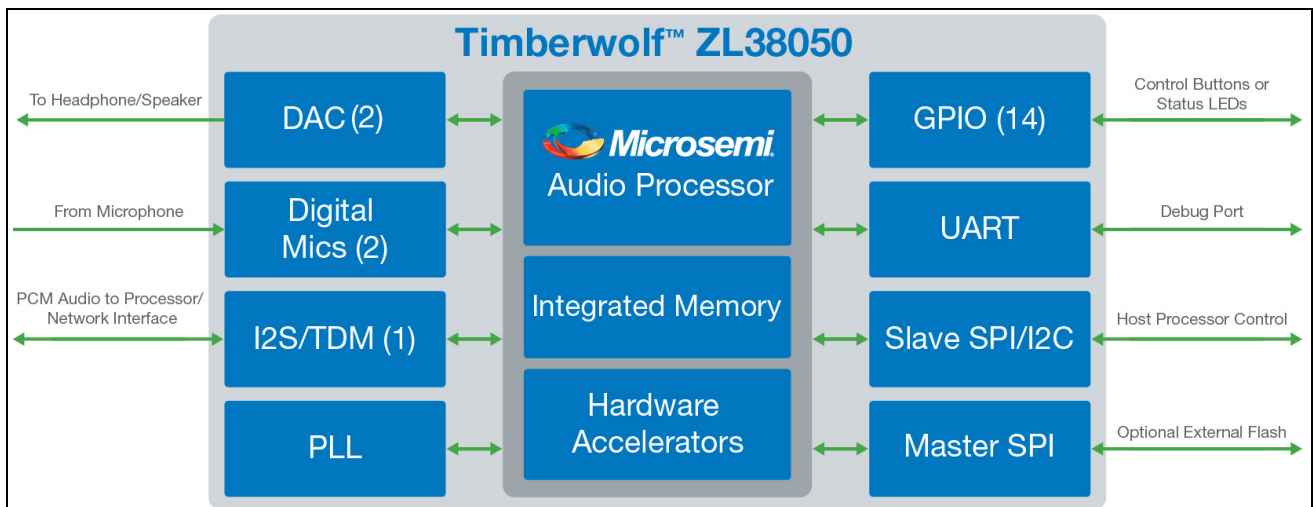 Timberwolf™ ZL38050
To Headphone/Speaker
DAC (2)
From Microphone
Digital
Mics (2)
PCM Audio to Processor/
Network Interface
I2S/TDM (1)
PLL
Microsemi.
Audio Processor
Integrated Memory
Hardware
Accelerators
GPIO (14)
Control Buttons or
Status LEDs
UART
Debug Port
Slave SPI/I2C
Host Processor Control
Master SPI
Optional External Flash